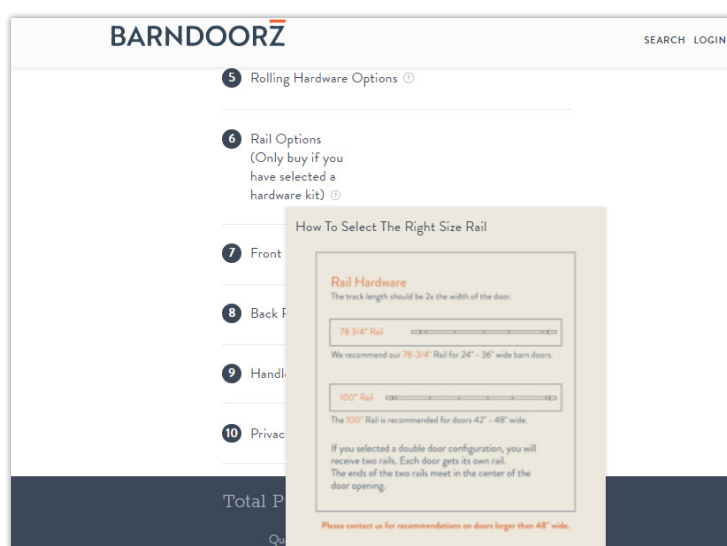 BARNDOORZ
SEARCH LOGIN
5 Rolling Hardware Options ?
6 Rail Options
(Only buy if you
have selected a
hardware kit) ?
How To Select The Right Size Rail
7 Front
Rail Hardware
The track length should be 2x the width of the door.
8 Back
78 3/4" Rail
We recommend our 78-3/4" Rail for 24" - 36" wide barn doors.
9 Handl
100" Rail
The 100" Rail is recommended for doors 42" - 48" wide.
10 Privac
If you selected a double door configuration, you will
receive two rails. Each door gets its own rail.
The ends of the two rails meet in the center of the
door opening.
Total P
Please contact us for recommendations on doors larger than 48" wide.
Qu